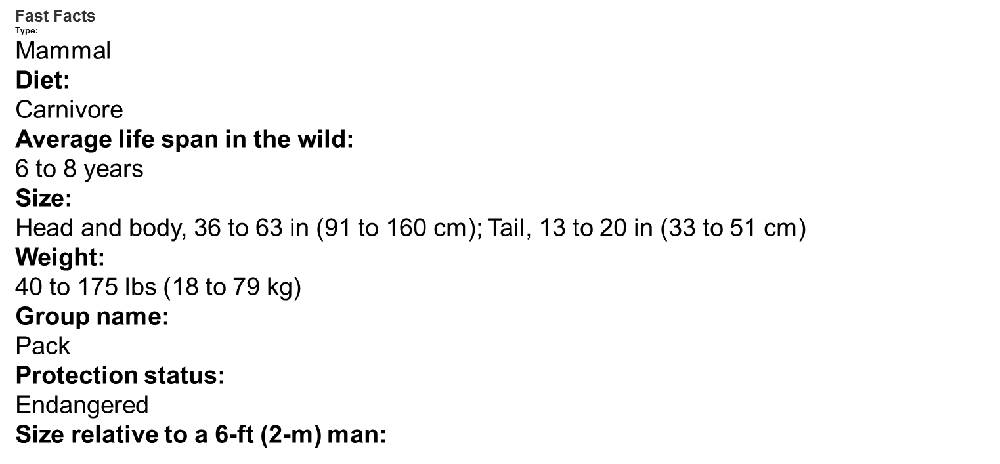 Fast Facts
Type:
Mammal
Diet:
Carnivore
Average life span in the wild:
6 to 8 years
Size:
Head and body, 36 to 63 in (91 to 160 cm); Tail, 13 to 20 in (33 to 51 cm)
Weight:
40 to 175 lbs (18 to 79 kg)
Group name:
Pack
Protection status:
Endangered
Size relative to a 6-ft (2-m) man: